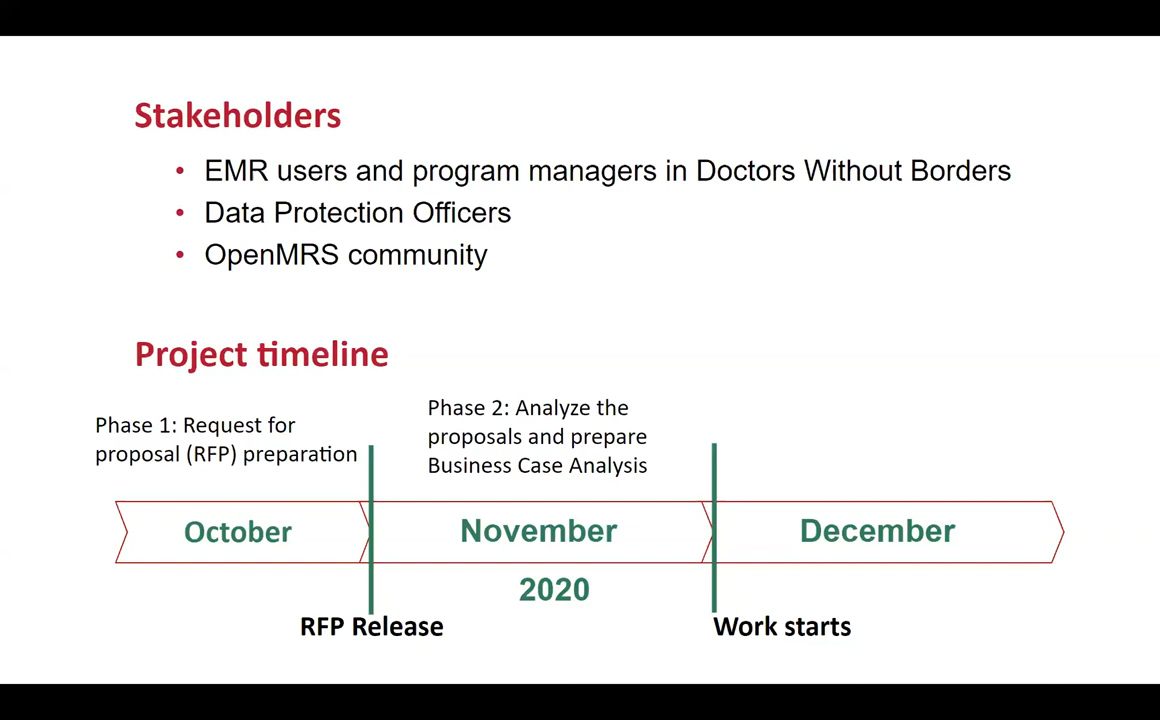 Stakeholders
• EMR users and program managers in Doctors Without Borders
• Data Protection Officers
• OpenMRS community
Project timeline
Phase 1: Request for
proposal (RFP) preparation
Phase 2: Analyze the
proposals and prepare
Business Case Analysis
October
November
December
2020
RFP Release
Work starts